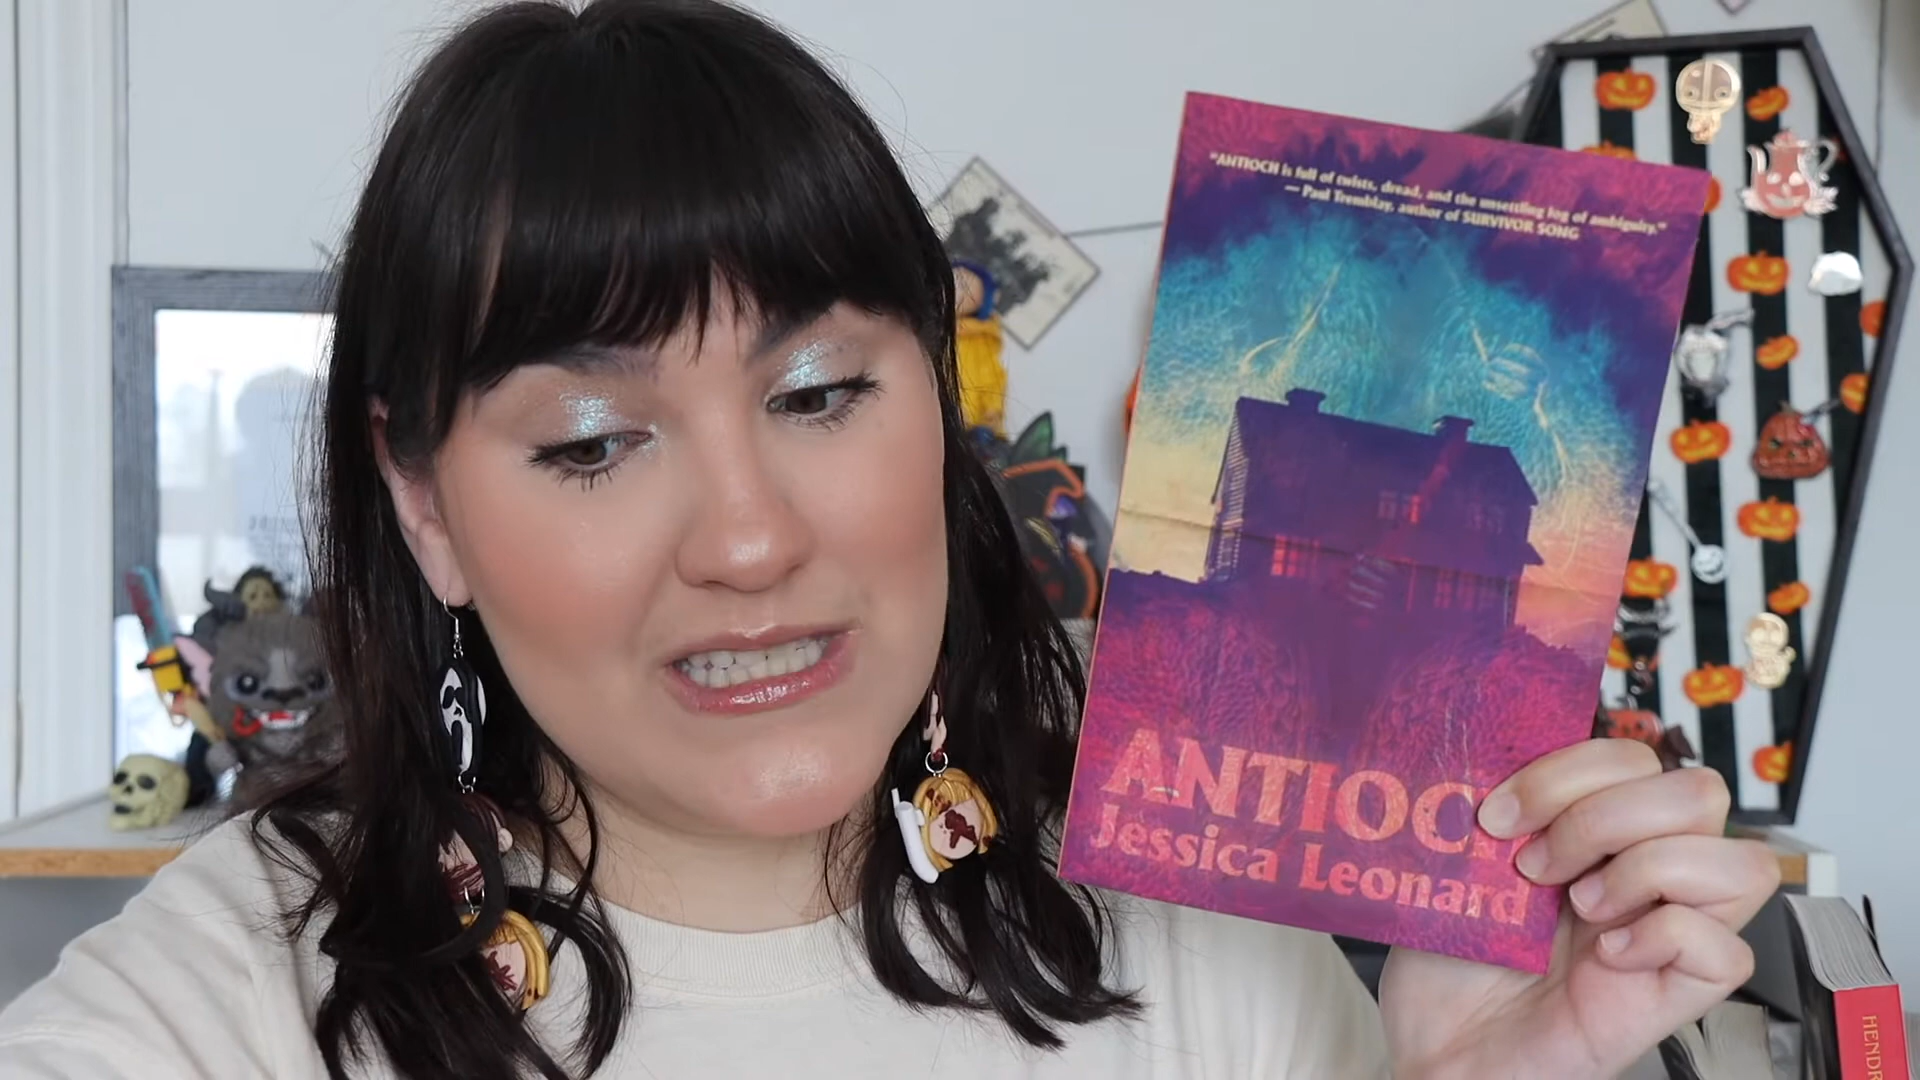 "ANTIOCH is full of twists, dread, and the unsettling fog of ambiguity."
— Paul Tremblay, author of SURVIVOR SONG
ANTIOC
Jessica Leonard
HENDR